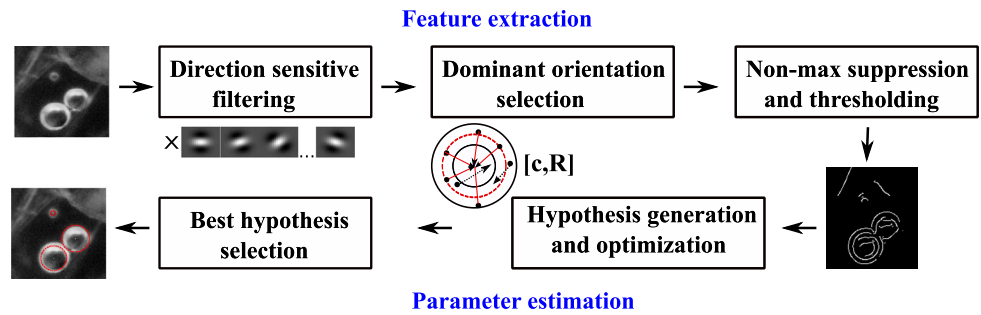 Feature extraction
Direction sensitive
filtering
Dominant orientation
selection
Non-max suppression
and thresholding
X
...
[c,R]
Best hypothesis
selection
Hypothesis generation
and optimization
Parameter estimation